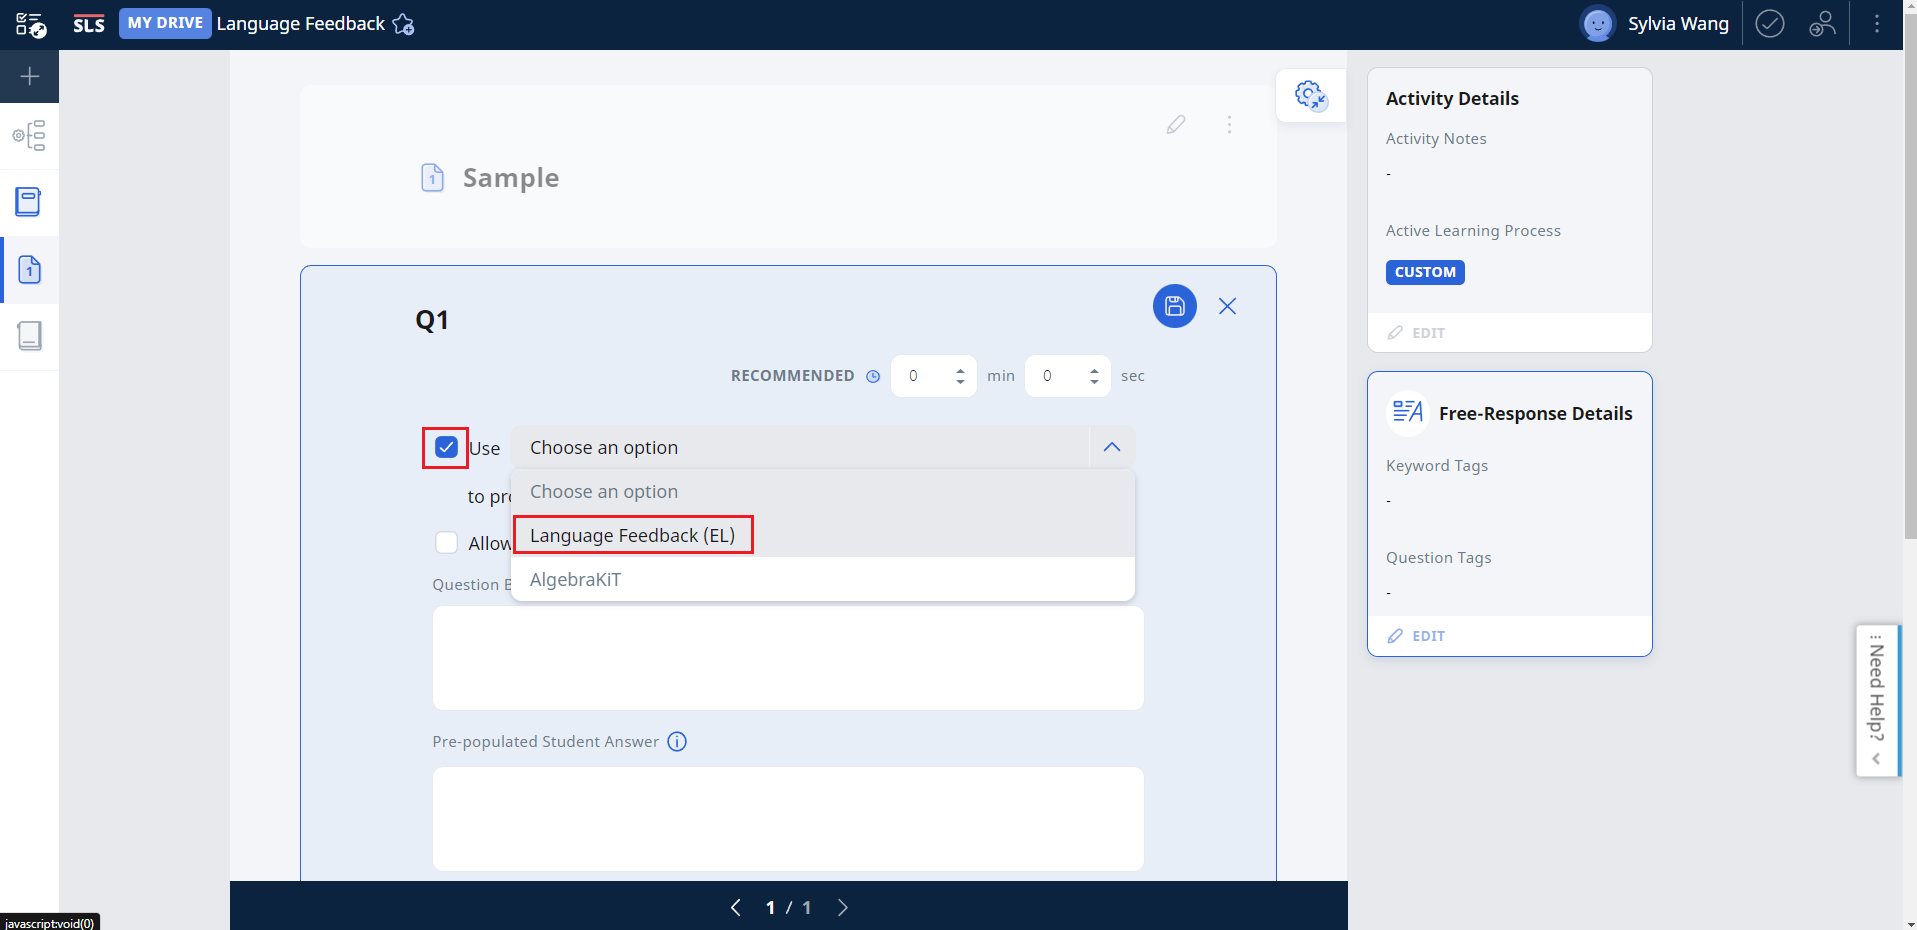 SLS MY DRIVE Language Feedback
Sylvia Wang
1 Sample
Q1
RECOMMENDED 0 min 0 sec
Use Choose an option
Choose an option
to pr
Language Feedback (EL)
Allow
AlgebraKiT
Question B
Pre-populated Student Answer i
1 / 1
Activity Details
Activity Notes
-
Active Learning Process
CUSTOM
EDIT
Free-Response Details
Keyword Tags
-
Question Tags
-
EDIT
Need Help?
1
javascript:void(0)